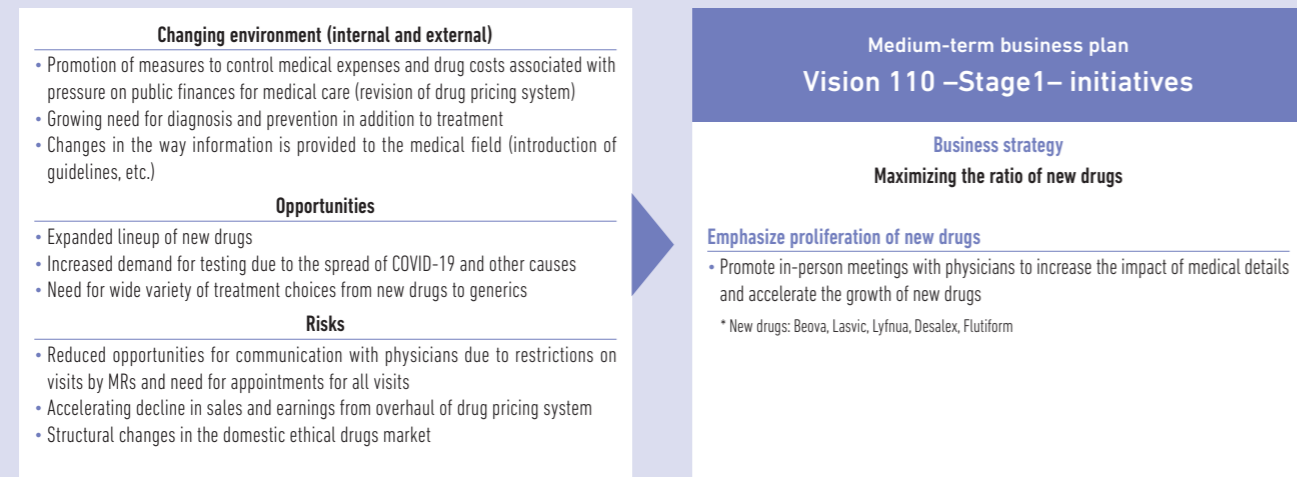 Changing environment (internal and external)
• Promotion of measures to control medical expenses and drug costs associated with
pressure on public finances for medical care (revision of drug pricing system)
• Growing need for diagnosis and prevention in addition to treatment
• Changes in the way information is provided to the medical field (introduction of
guidelines, etc.)
Opportunities
• Expanded lineup of new drugs
• Increased demand for testing due to the spread of COVID-19 and other causes
• Need for wide variety of treatment choices from new drugs to generics
Risks
• Reduced opportunities for communication with physicians due to restrictions on
visits by MRs and need for appointments for all visits
• Accelerating decline in sales and earnings from overhaul of drug pricing system
• Structural changes in the domestic ethical drugs market
Medium-term business plan
Vision 110 –Stage1– initiatives
Business strategy
Maximizing the ratio of new drugs
Emphasize proliferation of new drugs
• Promote in-person meetings with physicians to increase the impact of medical details
and accelerate the growth of new drugs
* New drugs: Beova, Lasvic, Lyfnua, Desalex, Flutiform